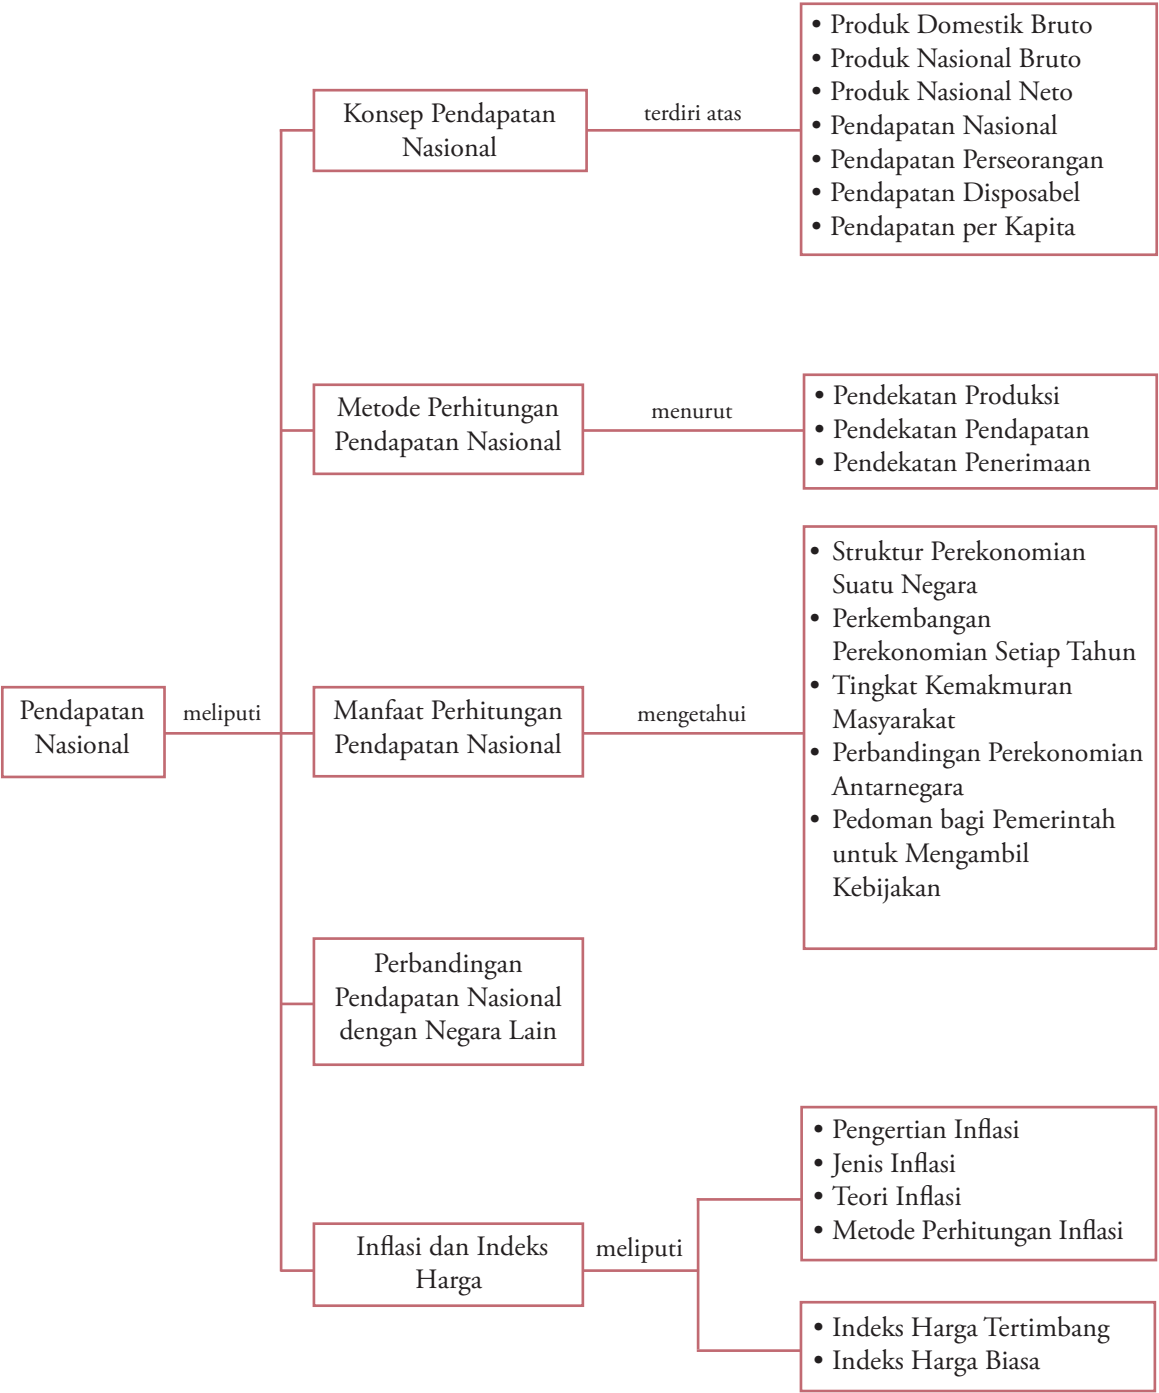 Pendapatan
Nasional
meliputi
Konsep Pendapatan
Nasional
terdiri atas
• Produk Domestik Bruto
• Produk Nasional Bruto
• Produk Nasional Neto
• Pendapatan Nasional
• Pendapatan Perseorangan
• Pendapatan Disposabel
• Pendapatan per Kapita
Metode Perhitungan
Pendapatan Nasional
menurut
• Pendekatan Produksi
• Pendekatan Pendapatan
• Pendekatan Penerimaan
Manfaat Perhitungan
Pendapatan Nasional
mengetahui
• Struktur Perekonomian
Suatu Negara
• Perkembangan
Perekonomian Setiap Tahun
• Tingkat Kemakmuran
Masyarakat
• Perbandingan Perekonomian
Antarnegara
• Pedoman bagi Pemerintah
untuk Mengambil
Kebijakan
Perbandingan
Pendapatan Nasional
dengan Negara Lain
Inflasi dan Indeks
Harga
meliputi
• Pengertian Inflasi
• Jenis Inflasi
• Teori Inflasi
• Metode Perhitungan Inflasi
• Indeks Harga Tertimbang
• Indeks Harga Biasa